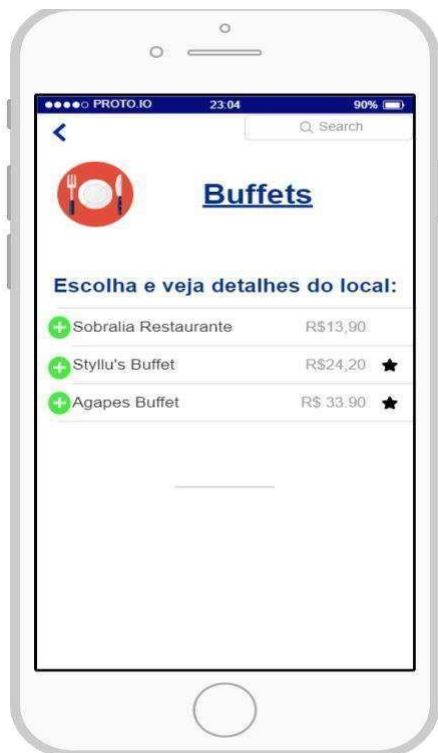 PROTO.IO 23:04 90%
Search
Buffets
Escolha e veja detalhes do local:
Sobralia Restaurante R$13,90
Styllu's Buffet R$24,20
Agapes Buffet R$ 33.90